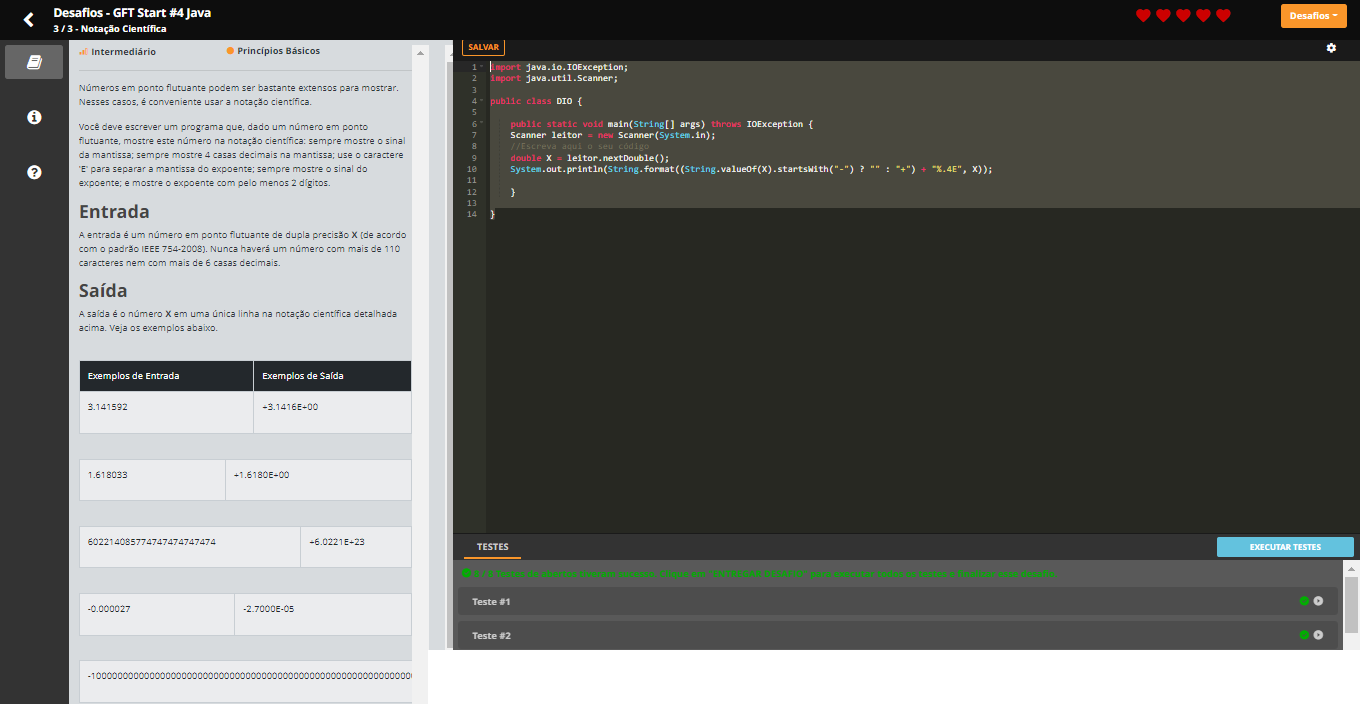 Desafios - GFT Start #4 Java
3 / 3 - Notação Científica
Desafios
Intermediário
Princípios Básicos
Números em ponto flutuante podem ser bastante extensos para mostrar.
Nesses casos, é conveniente usar a notação científica.
Você deve escrever um programa que, dado um número em ponto
flutuante, mostre este número na notação científica: sempre mostre o sinal
da mantissa; sempre mostre 4 casas decimais na mantissa; use o caractere
'E' para separar a mantissa do expoente; sempre mostre o sinal do
expoente; e mostre o expoente com pelo menos 2 dígitos.
Entrada
A entrada é um número em ponto flutuante de dupla precisão X (de acordo
com o padrão IEEE 754-2008). Nunca haverá um número com mais de 110
caracteres nem com mais de 6 casas decimais.
Saída
A saída é o número X em uma única linha na notação científica detalhada
acima. Veja os exemplos abaixo.
Exemplos de Entrada
Exemplos de Saída
3.141592
+3.1416E+00
1.618033
+1.6180E+00
+6.0221E+23
-0.000027
-2.7000E-05
SALVAR
1 import java.io.IOException;
2 import java.util.Scanner;
3
4 public class DIO {
5
6 public static void main(String[] args) throws IOException {
7 Scanner leitor = new Scanner(System.in);
8 //Escreva aqui o seu código
9 double X = leitor.nextDouble();
10 System.out.println(String.format((String.valueOf(X).startsWith("-") ? "" : "+") + "%.4E", X));
11
12 }
13
14 }
TESTES
EXECUTAR TESTES
Testes de abertos tiveram sucesso. Clique em "ENTREGAR DESAFIO" para executar todos os testes e finalizar esse desafio
Teste #1
Teste #2